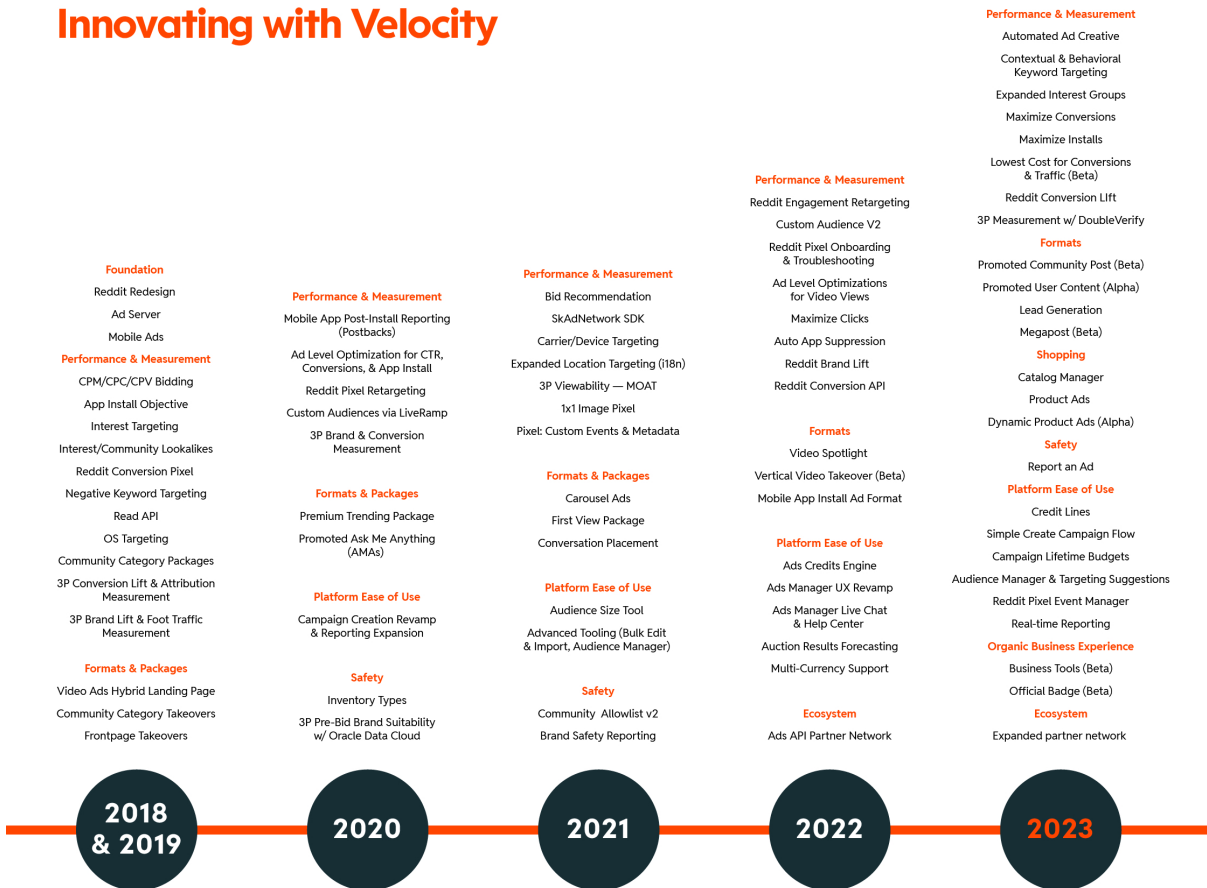 Innovating with Velocity
Foundation
Reddit Redesign
Ad Server
Mobile Ads
Performance & Measurement
CPM/CPC/CPV Bidding
App Install Objective
Interest Targeting
Interest/Community Lookalikes
Reddit Conversion Pixel
Negative Keyword Targeting
Read API
OS Targeting
Community Category Packages
3P Conversion Lift & Attribution
Measurement
3P Brand Lift & Foot Traffic
Measurement
Formats & Packages
Video Ads Hybrid Landing Page
Community Category Takeovers
Frontpage Takeovers
2018
& 2019
Performance & Measurement
Mobile App Post-Install Reporting
(Postbacks)
Ad Level Optimization for CTR,
Conversions, & App Install
Reddit Pixel Retargeting
Custom Audiences via LiveRamp
3P Brand & Conversion
Measurement
Formats & Packages
Premium Trending Package
Promoted Ask Me Anything
(AMAs)
Platform Ease of Use
Campaign Creation Revamp
& Reporting Expansion
Safety
Inventory Types
3P Pre-Bid Brand Suitability
w/ Oracle Data Cloud
2020
Performance & Measurement
Bid Recommendation
SkAdNetwork SDK
Carrier/Device Targeting
Expanded Location Targeting (i18n)
3P Viewability — MOAT
1x1 Image Pixel
Pixel: Custom Events & Metadata
Formats & Packages
Carousel Ads
First View Package
Conversation Placement
Platform Ease of Use
Audience Size Tool
Advanced Tooling (Bulk Edit
& Import, Audience Manager)
Safety
Community Allowlist v2
Brand Safety Reporting
2021
Performance & Measurement
Reddit Engagement Retargeting
Custom Audience V2
Reddit Pixel Onboarding
& Troubleshooting
Ad Level Optimizations
for Video Views
Maximize Clicks
Auto App Suppression
Reddit Brand Lift
Reddit Conversion API
Formats
Video Spotlight
Vertical Video Takeover (Beta)
Mobile App Install Ad Format
Platform Ease of Use
Ads Credits Engine
Ads Manager UX Revamp
Ads Manager Live Chat
& Help Center
Auction Results Forecasting
Multi-Currency Support
Ecosystem
Ads API Partner Network
2022
Performance & Measurement
Automated Ad Creative
Contextual & Behavioral
Keyword Targeting
Expanded Interest Groups
Maximize Conversions
Maximize Installs
Lowest Cost for Conversions
& Traffic (Beta)
Reddit Conversion LIft
3P Measurement w/ DoubleVerify
Formats
Promoted Community Post (Beta)
Promoted User Content (Alpha)
Lead Generation
Megapost (Beta)
Shopping
Catalog Manager
Product Ads
Dynamic Product Ads (Alpha)
Safety
Report an Ad
Platform Ease of Use
Credit Lines
Simple Create Campaign Flow
Campaign Lifetime Budgets
Audience Manager & Targeting Suggestions
Reddit Pixel Event Manager
Real-time Reporting
Organic Business Experience
Business Tools (Beta)
Official Badge (Beta)
Ecosystem
Expanded partner network
2023